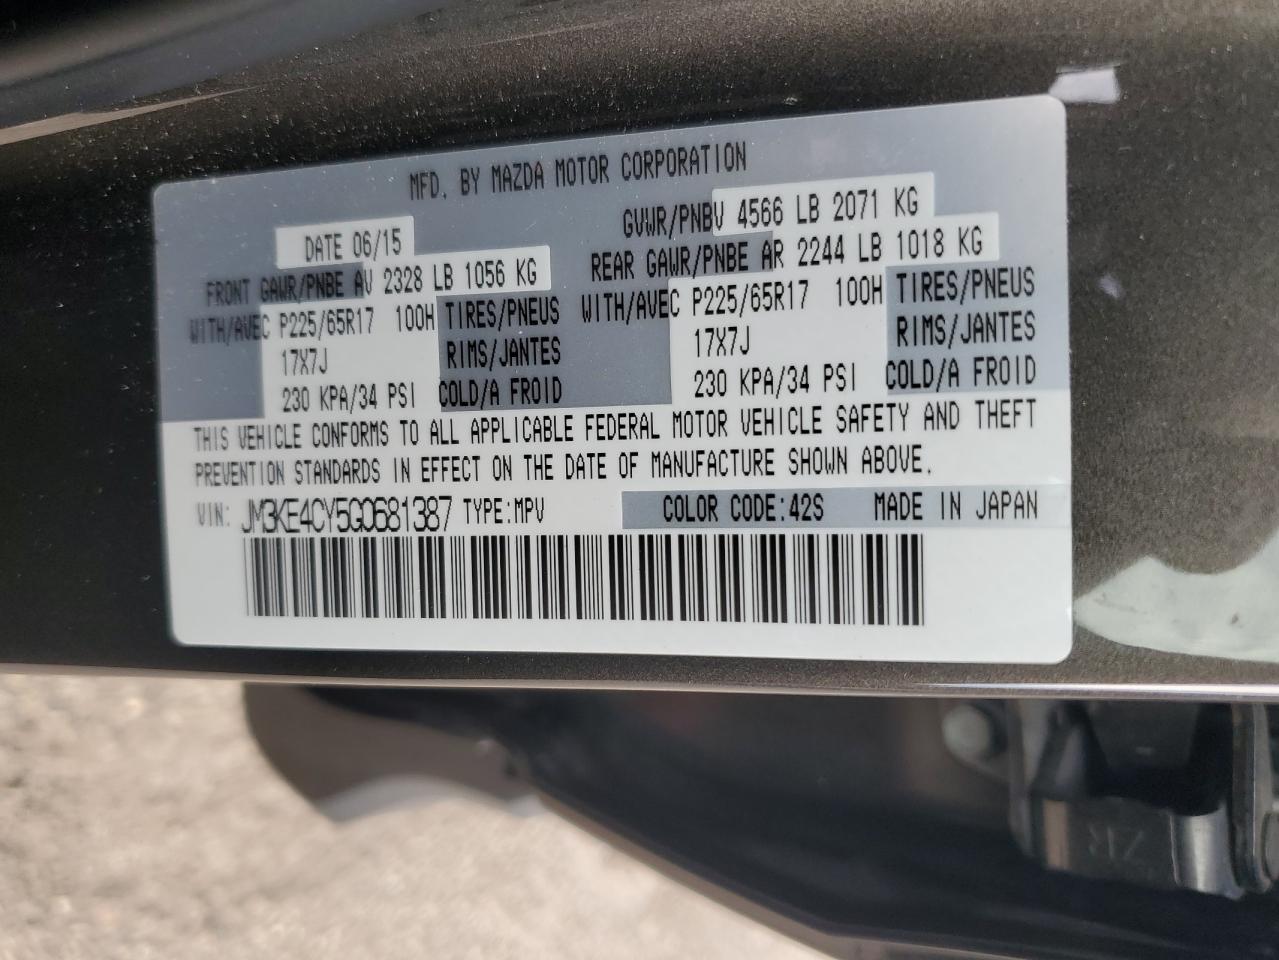 MFD. BY MAZDA MOTOR CORPORATION
DATE 06/15 GVWR/PNBV 4566 LB 2071 KG
FRONT GAWR/PNBE AV 2328 LB 1056 KG REAR GAWR/PNBE AR 2244 LB 1018 KG
WITH/AVEC P225/65R17 100H TIRES/PNEUS WITH/AVEC P225/65R17 100H TIRES/PNEUS
17X7J RIMS/JANTES 17X7J RIMS/JANTES
230 KPA/34 PSI COLD/A FROID 230 KPA/34 PSI COLD/A FROID
THIS VEHICLE CONFORMS TO ALL APPLICABLE FEDERAL MOTOR VEHICLE SAFETY AND THEFT
PREVENTION STANDARDS IN EFFECT ON THE DATE OF MANUFACTURE SHOWN ABOVE.
VIN: JM3KE4CY5G0681387 TYPE:MPV COLOR CODE:42S MADE IN JAPAN